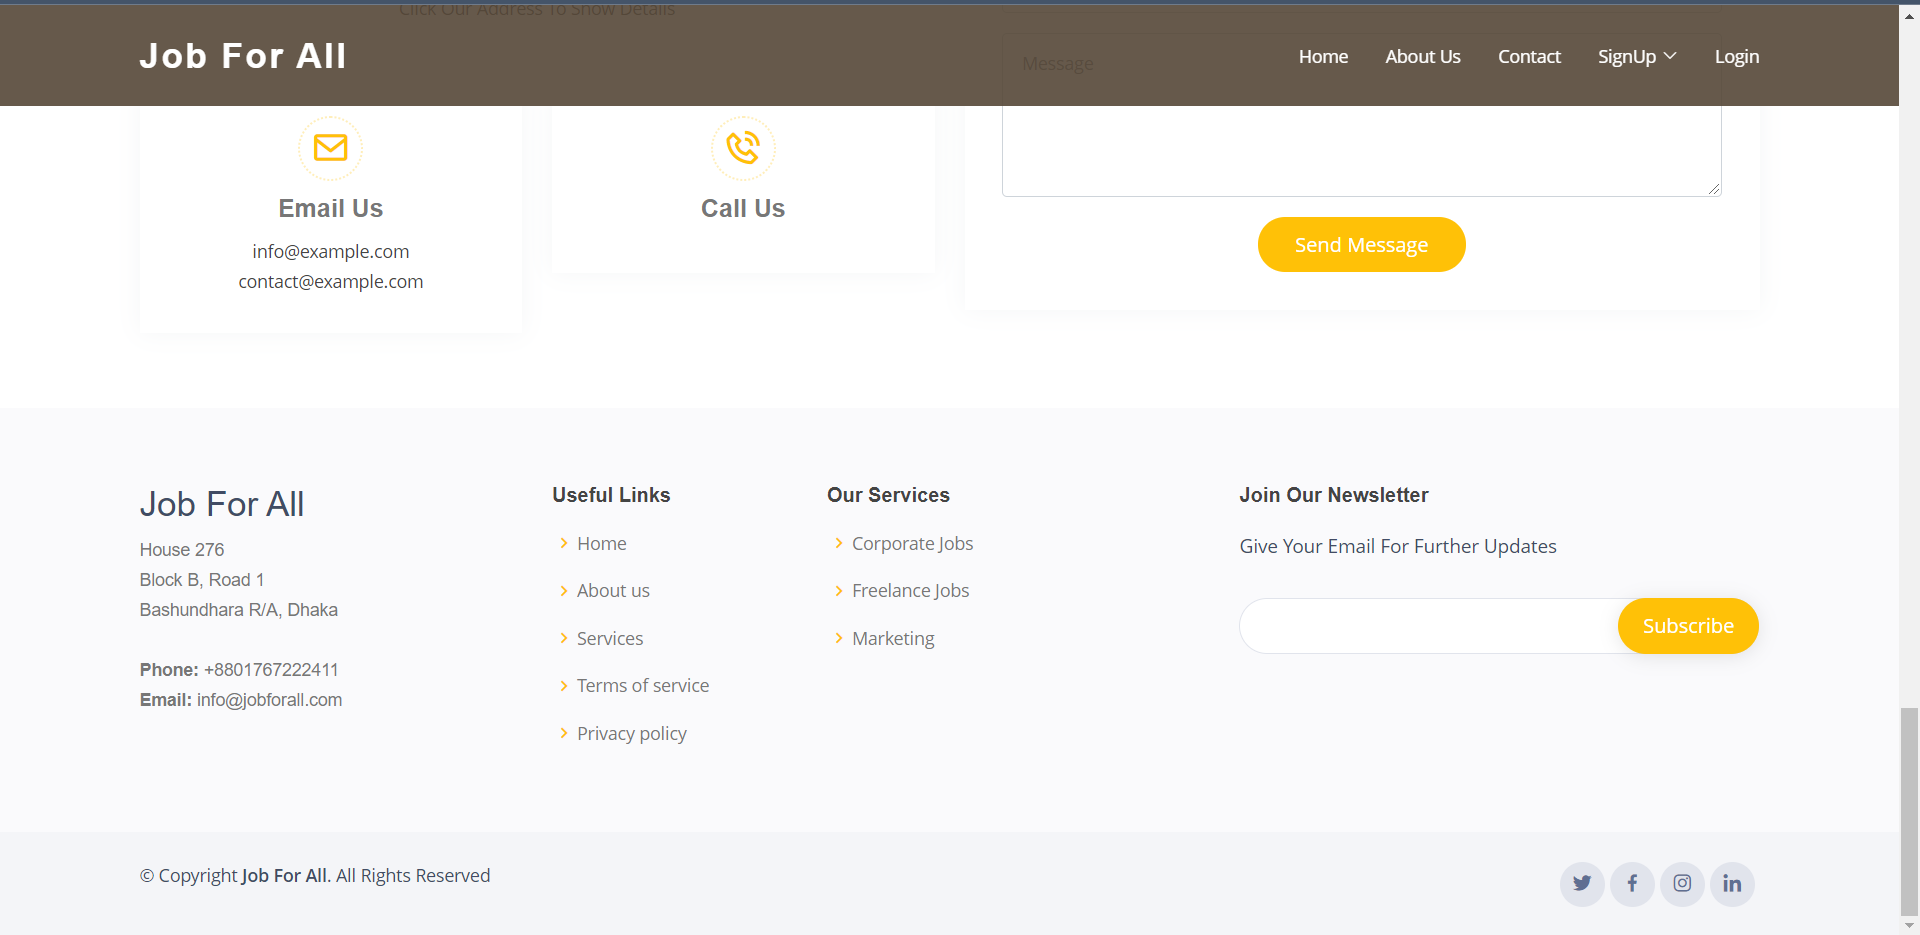 Click Our Address To Show Details
Job For All
Home
About Us
Contact
SignUp
Login
Message
Email Us
info@example.com
contact@example.com
Call Us
Send Message
Job For All
House 276
Block B, Road 1
Bashundhara R/A, Dhaka
Phone: +8801767222411
Email: info@jobforall.com
Useful Links
Home
About us
Services
Terms of service
Privacy policy
Our Services
Corporate Jobs
Freelance Jobs
Marketing
Join Our Newsletter
Give Your Email For Further Updates
Subscribe
© Copyright Job For All. All Rights Reserved